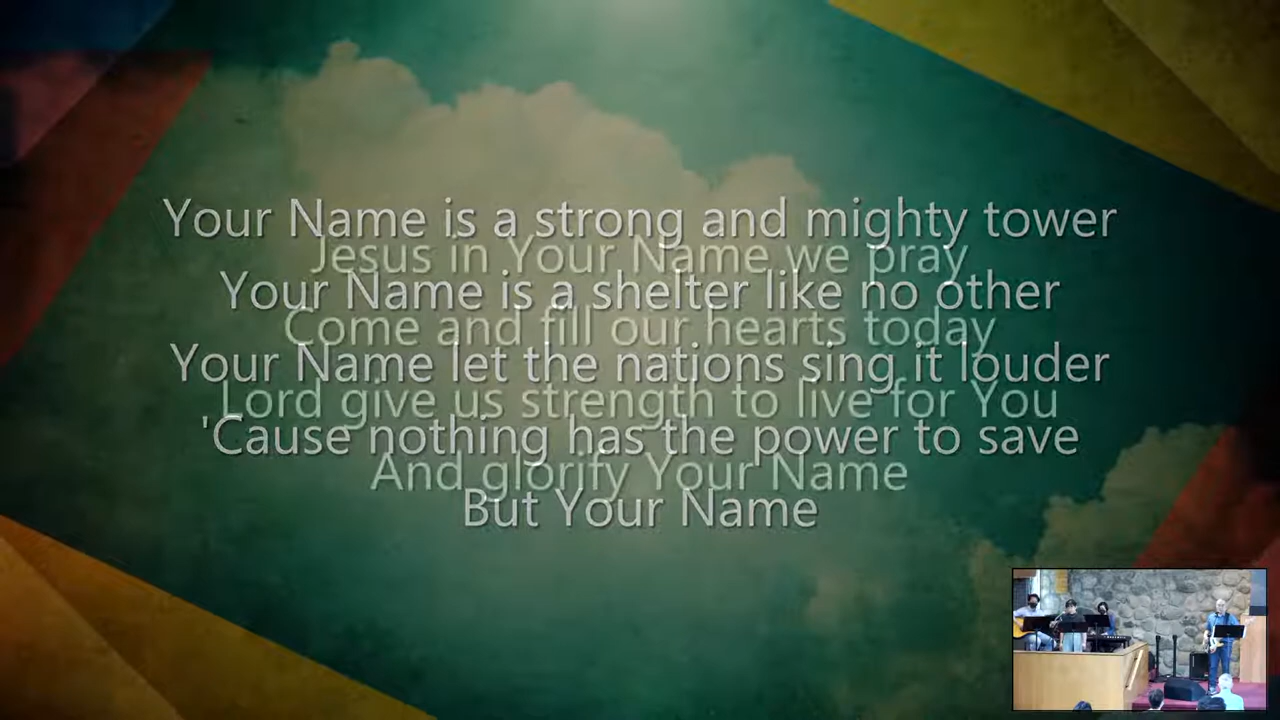 Your Name is a strong and mighty tower
Jesus in Your Name we pray
Your Name is a shelter like no other
Come and fill our hearts today
Your Name let the nations sing it louder
Lord give us strength to live for You
'Cause nothing has the power to save
And glorify Your Name
But Your Name